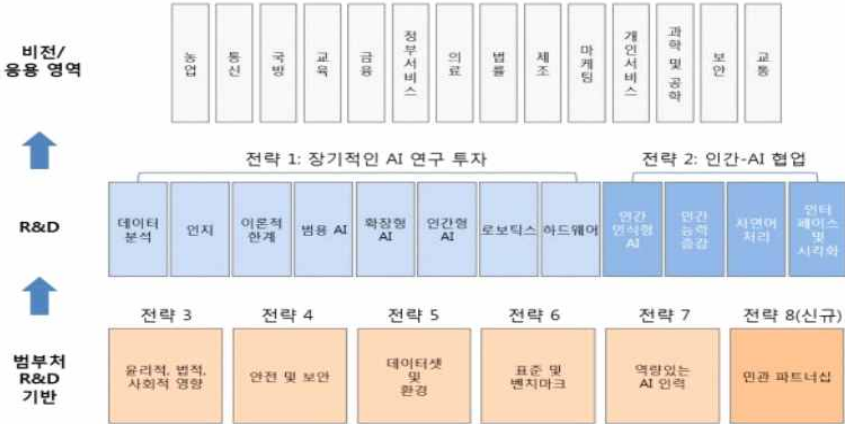 비전/
응용 영역
농업
통신
국방
교육
금융
정부서비스
의료
법률
제조
마케팅
개인서비스
과학 및 공학
보안
교통
전략 1: 장기적인 AI 연구 투자
전략 2: 인간-AI 협업
R&D
데이터
분석
인지
이론적
한계
범용 AI
확장형
AI
인간형
AI
로보틱스
하드웨어
인간
인식형
AI
인간
능력
증강
자연어
처리
인터
페이스
및
시각화
전략 3
전략 4
전략 5
전략 6
전략 7
전략 8(신규)
범부처
R&D
기반
윤리적, 법적,
사회적 영향
안전 및 보안
데이터셋
및
환경
표준 및
벤치마크
역량있는
AI 인력
민관 파트너십